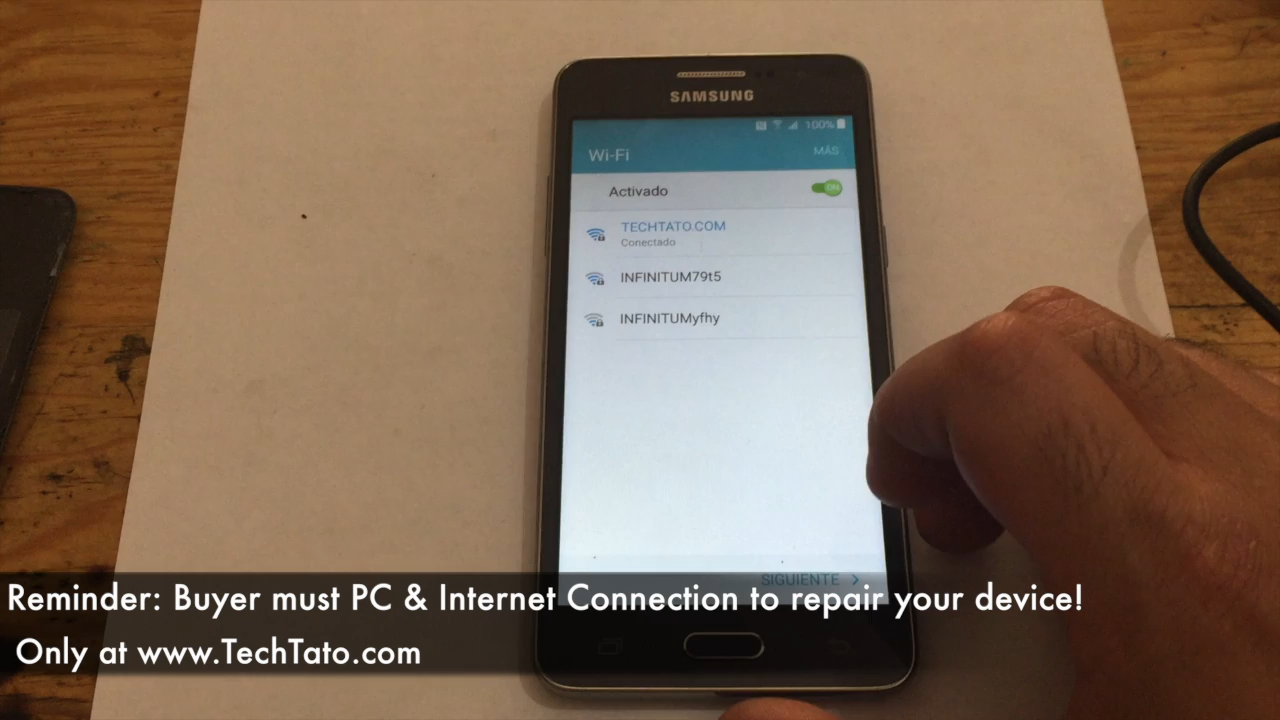 SAMSUNG
100%
Wi-Fi
MÁS
Activado
ON
TECHTATO.COM
Conectado
INFINITUM79t5
INFINITUMyfhy
SIGUIENTE >
Reminder: Buyer must PC & Internet Connection to repair your device!
Only at www.TechTato.com